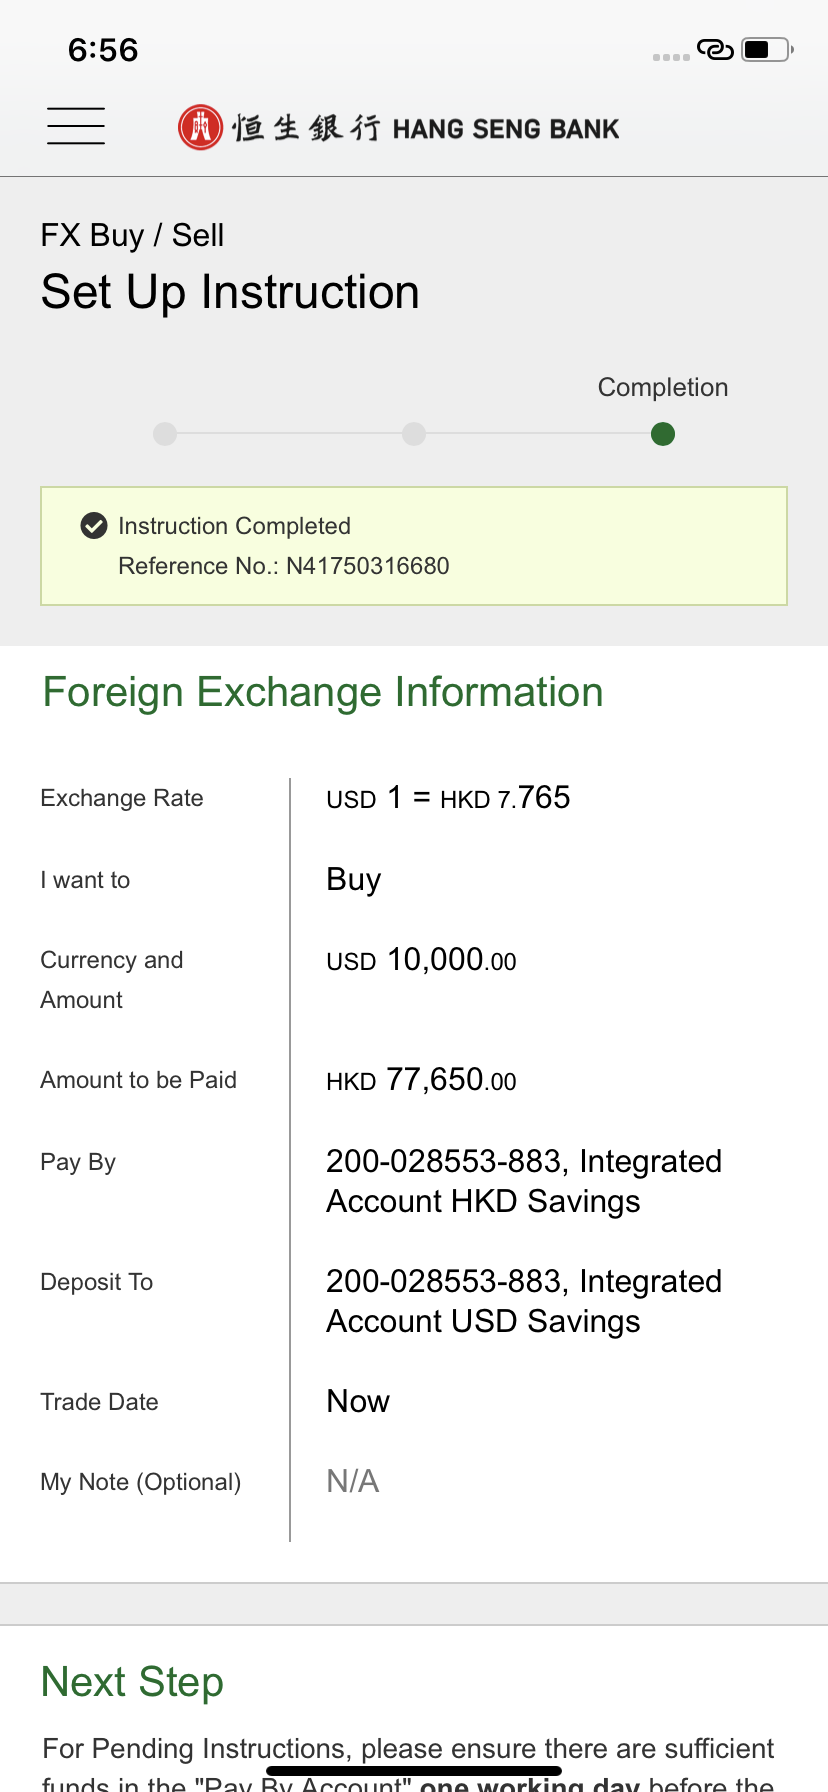 6:56
恒生銀行 HANG SENG BANK
FX Buy / Sell
Set Up Instruction
Completion
Instruction Completed
Reference No.: N41750316680
Foreign Exchange Information
Exchange Rate USD 1 = HKD 7.765
I want to Buy
Currency and USD 10,000.00
Amount
Amount to be Paid HKD 77,650.00
Pay By 200-028553-883, Integrated
Account HKD Savings
Deposit To 200-028553-883, Integrated
Account USD Savings
Trade Date Now
My Note (Optional) N/A
Next Step
For Pending Instructions, please ensure there are sufficient
funds in the "Pay By Account" one working day before the